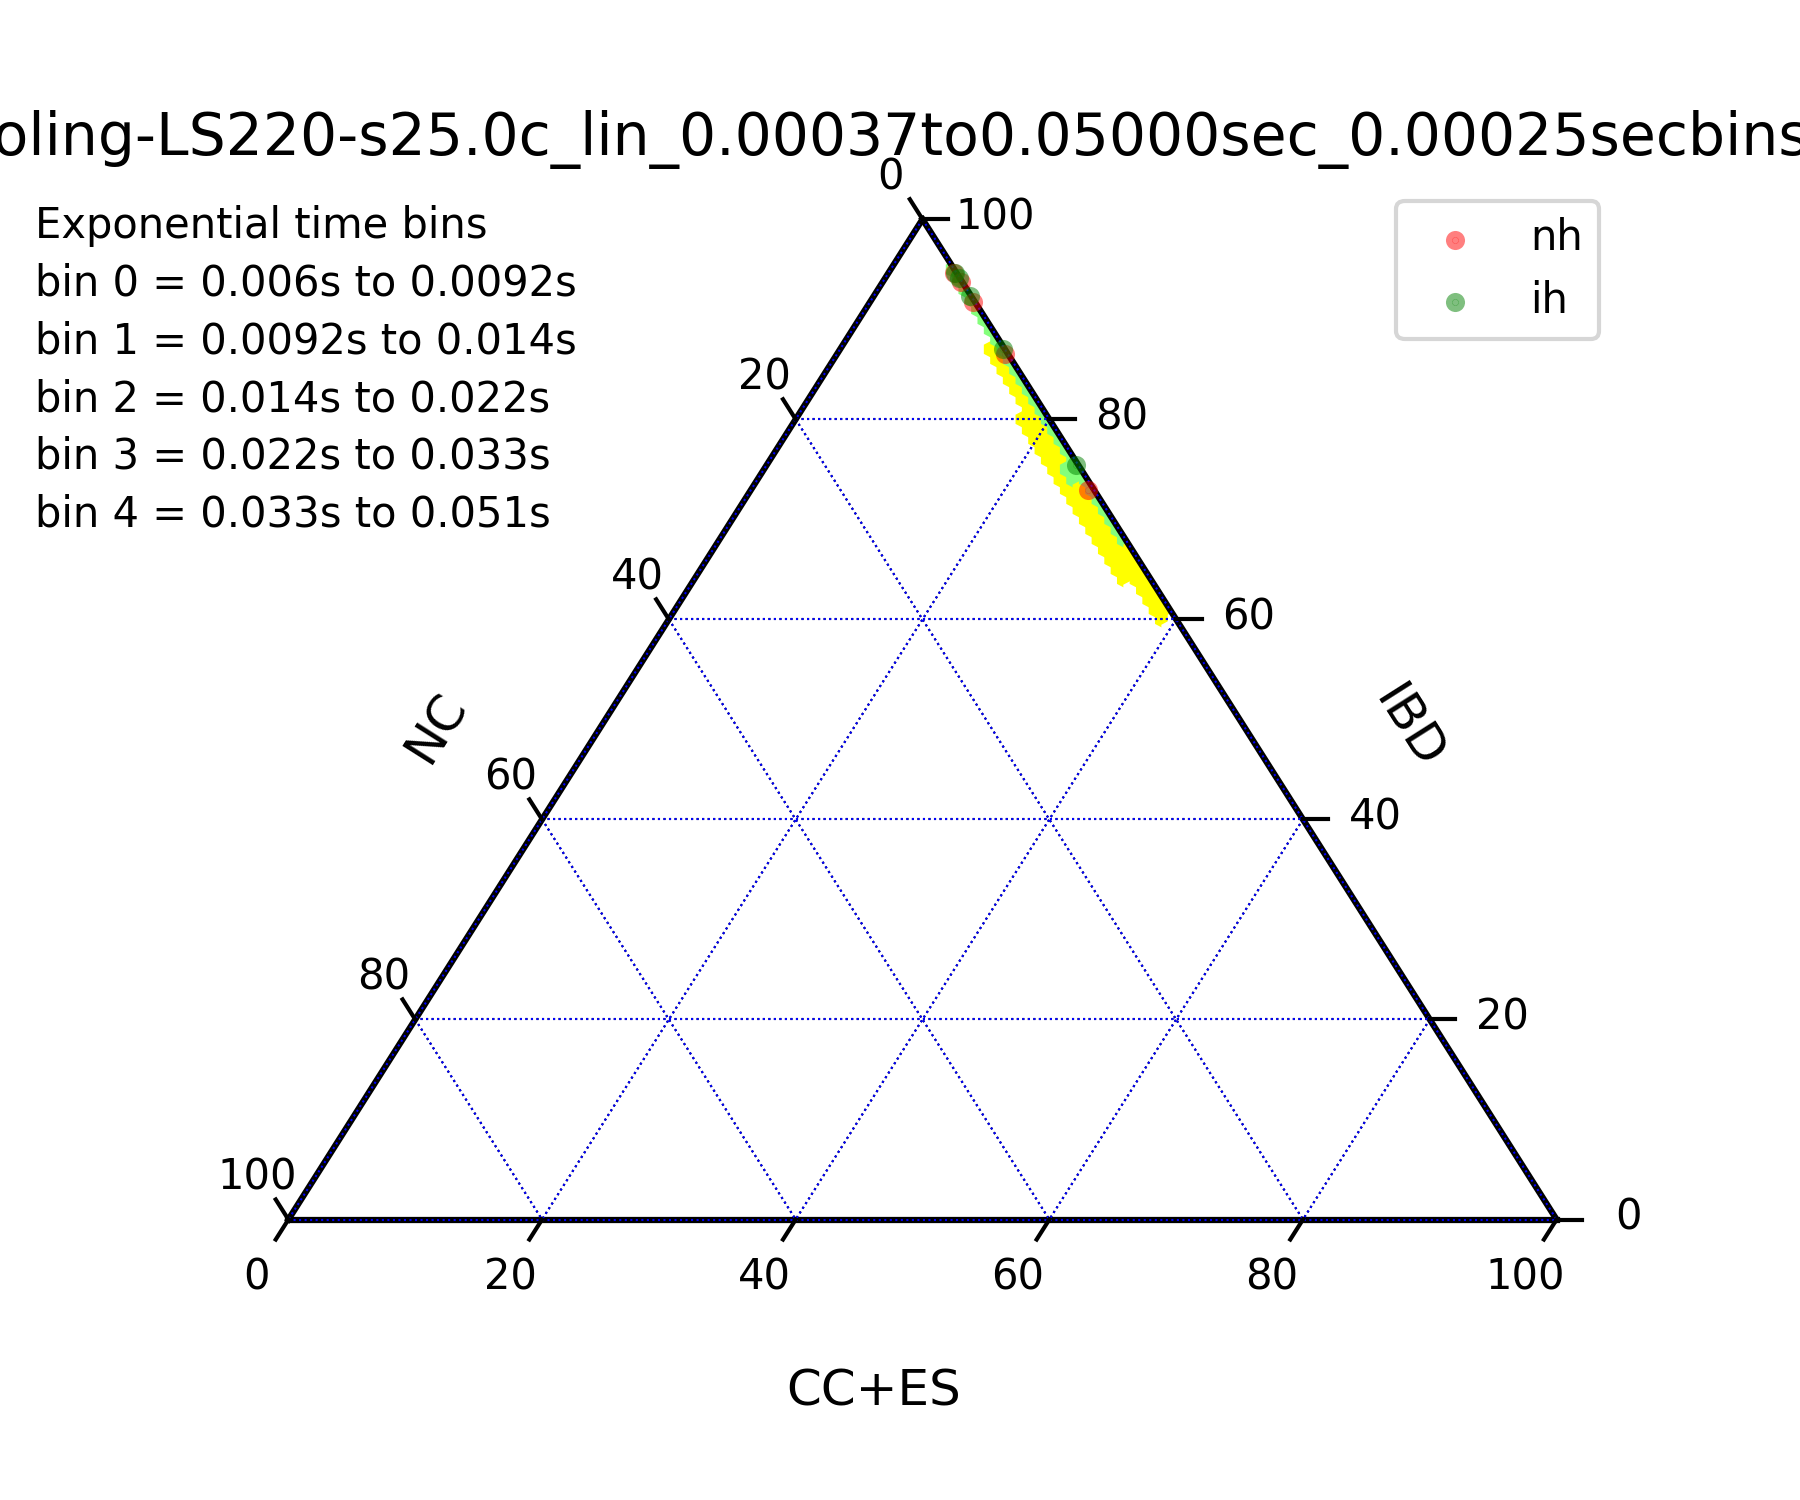 oling-LS220-s25.0c_lin_0.00037to0.05000sec_0.00025secbins
Exponential time bins
bin 0 = 0.006s to 0.0092s
bin 1 = 0.0092s to 0.014s
bin 2 = 0.014s to 0.022s
bin 3 = 0.022s to 0.033s
bin 4 = 0.033s to 0.051s
nh
ih
0
100
20
80
40
60
NC
IBD
60
40
80
20
100
0
0
20
40
60
80
100
CC+ES